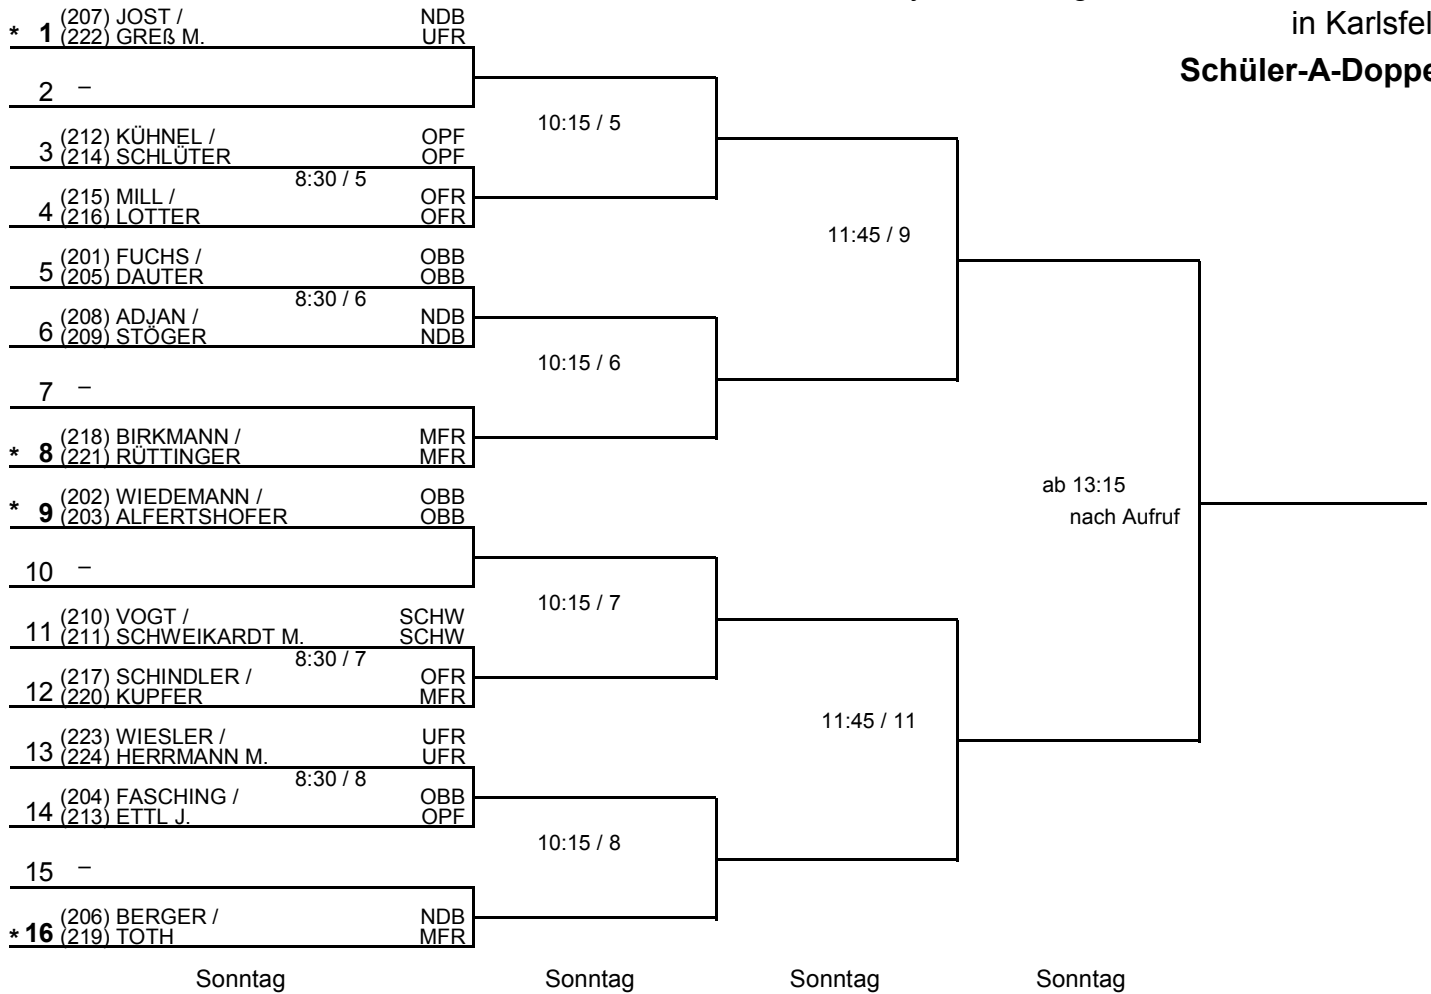 in Karlsfel
Schüler-A-Doppe
(207) JOST / NDB
* 1 (222) GREß M. UFR
2 –
10:15 / 5
(212) KÜHNEL / OPF
3 (214) SCHLÜTER OPF
8:30 / 5
(215) MILL / OFR
4 (216) LOTTER OFR
11:45 / 9
(201) FUCHS / OBB
5 (205) DAUTER OBB
8:30 / 6
(208) ADJAN / NDB
6 (209) STÖGER NDB
10:15 / 6
7 –
(218) BIRKMANN / MFR
* 8 (221) RÜTTINGER MFR
ab 13:15
nach Aufruf
(202) WIEDEMANN / OBB
* 9 (203) ALFERTSHOFER OBB
10 –
10:15 / 7
(210) VOGT / SCHW
11 (211) SCHWEIKARDT M. SCHW
8:30 / 7
(217) SCHINDLER / OFR
12 (220) KUPFER MFR
11:45 / 11
(223) WIESLER / UFR
13 (224) HERRMANN M. UFR
8:30 / 8
(204) FASCHING / OBB
14 (213) ETTL J. OPF
10:15 / 8
15 –
(206) BERGER / NDB
* 16 (219) TOTH MFR
Sonntag Sonntag Sonntag Sonntag